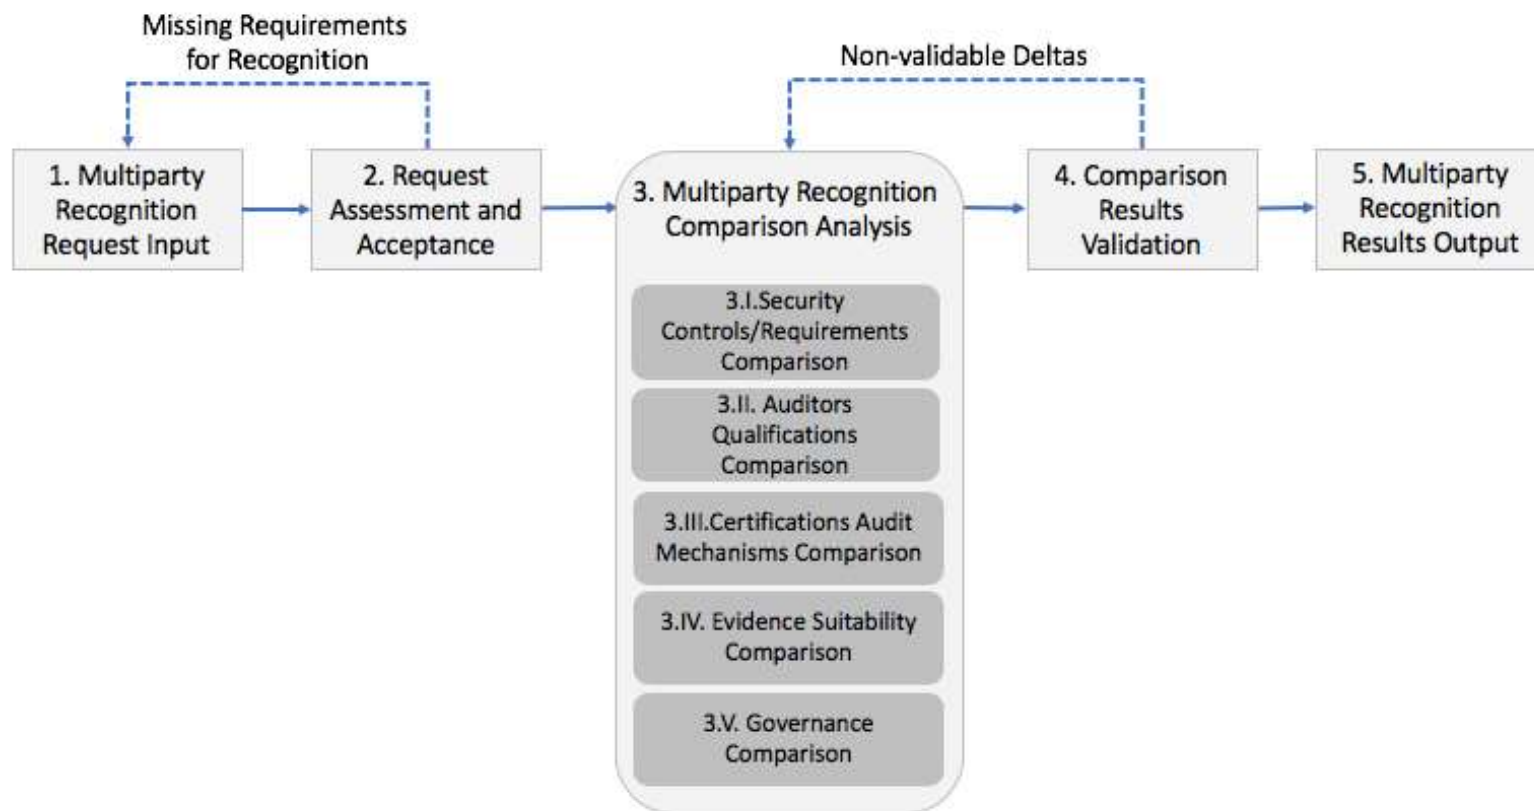 Missing Requirements
for Recognition
Non-validable Deltas
1. Multiparty
Recognition
Request Input
2. Request
Assessment and
Acceptance
3. Multiparty Recognition
Comparison Analysis
3.I.Security
Controls/Requirements
Comparison
3.II. Auditors
Qualifications
Comparison
3.III.Certifications Audit
Mechanisms Comparison
3.IV. Evidence Suitability
Comparison
3.V. Governance
Comparison
4. Comparison
Results
Validation
5. Multiparty
Recognition
Results Output